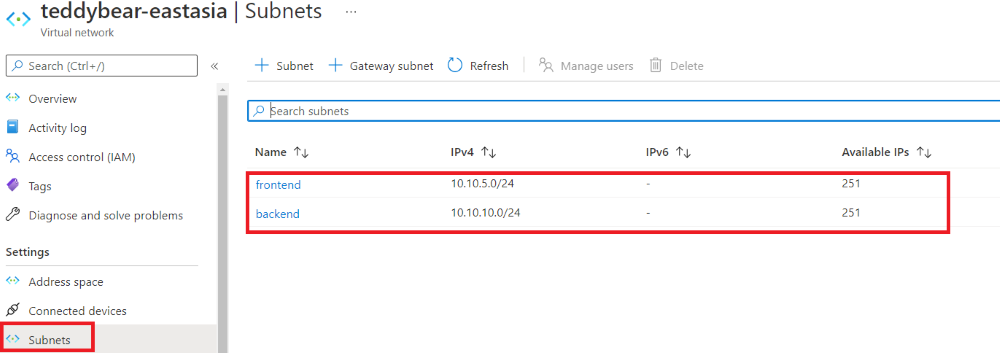 teddybear-eastasia | Subnets ...
Virtual network
Search (Ctrl+/)
«
Overview
Activity log
Access control (IAM)
Tags
Diagnose and solve problems
Settings
Address space
Connected devices
Subnets
+ Subnet + Gateway subnet Refresh Manage users Delete
Search subnets
Name ↑↓ IPv4 ↑↓ IPv6 ↑↓ Available IPs ↑↓
frontend 10.10.5.0/24 - 251
backend 10.10.10.0/24 - 251